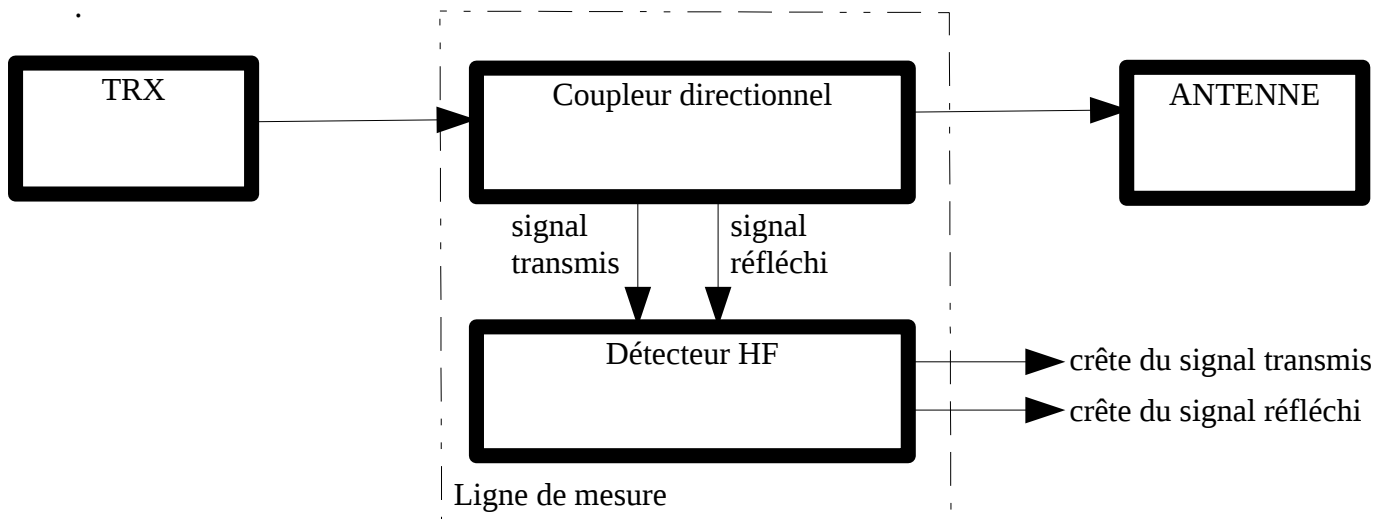 TRX
Coupleur directionnel
ANTENNE
signal
transmis
signal
réfléchi
Détecteur HF
crête du signal transmis
crête du signal réfléchi
Ligne de mesure